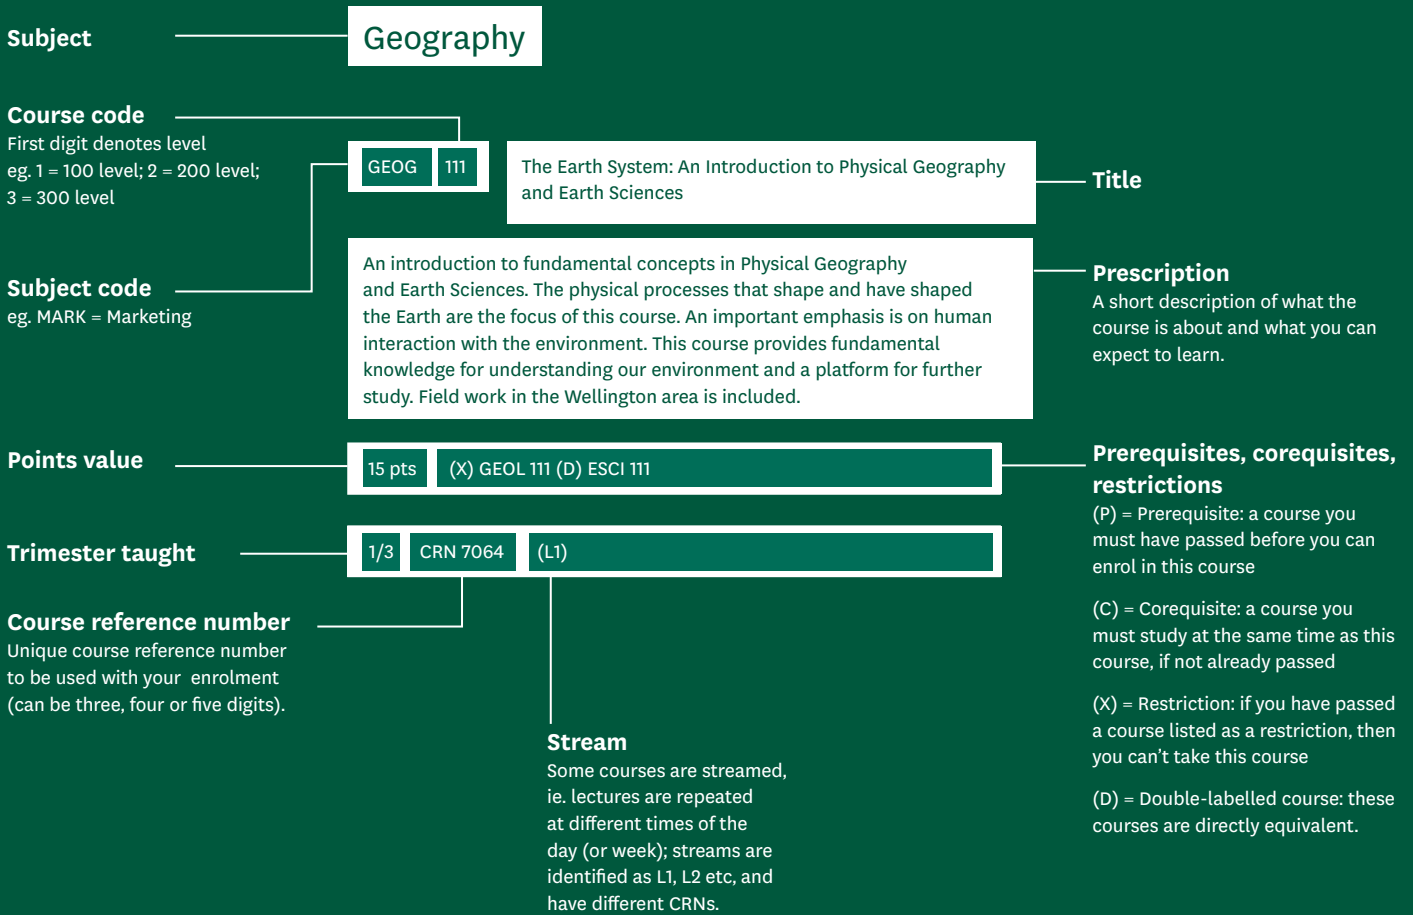 Subject
Geography
Course code
First digit denotes level
eg. 1 = 100 level; 2 = 200 level;
3 = 300 level
GEOG 111
The Earth System: An Introduction to Physical Geography
and Earth Sciences
Title
Subject code
eg. MARK = Marketing
An introduction to fundamental concepts in Physical Geography
and Earth Sciences. The physical processes that shape and have shaped
the Earth are the focus of this course. An important emphasis is on human
interaction with the environment. This course provides fundamental
knowledge for understanding our environment and a platform for further
study. Field work in the Wellington area is included.
Prescription
A short description of what the
course is about and what you can
expect to learn.
Points value
15 pts (X) GEOL 111 (D) ESCI 111
Prerequisites, corequisites,
restrictions
(P) = Prerequisite: a course you
must have passed before you can
enrol in this course
(C) = Corequisite: a course you
must study at the same time as this
course, if not already passed
(X) = Restriction: if you have passed
a course listed as a restriction, then
you can't take this course
(D) = Double-labelled course: these
courses are directly equivalent.
Trimester taught
1/3 CRN 7064 (L1)
Course reference number
Unique course reference number
to be used with your enrolment
(can be three, four or five digits).
Stream
Some courses are streamed,
ie. lectures are repeated
at different times of the
day (or week); streams are
identified as L1, L2 etc, and
have different CRNs.